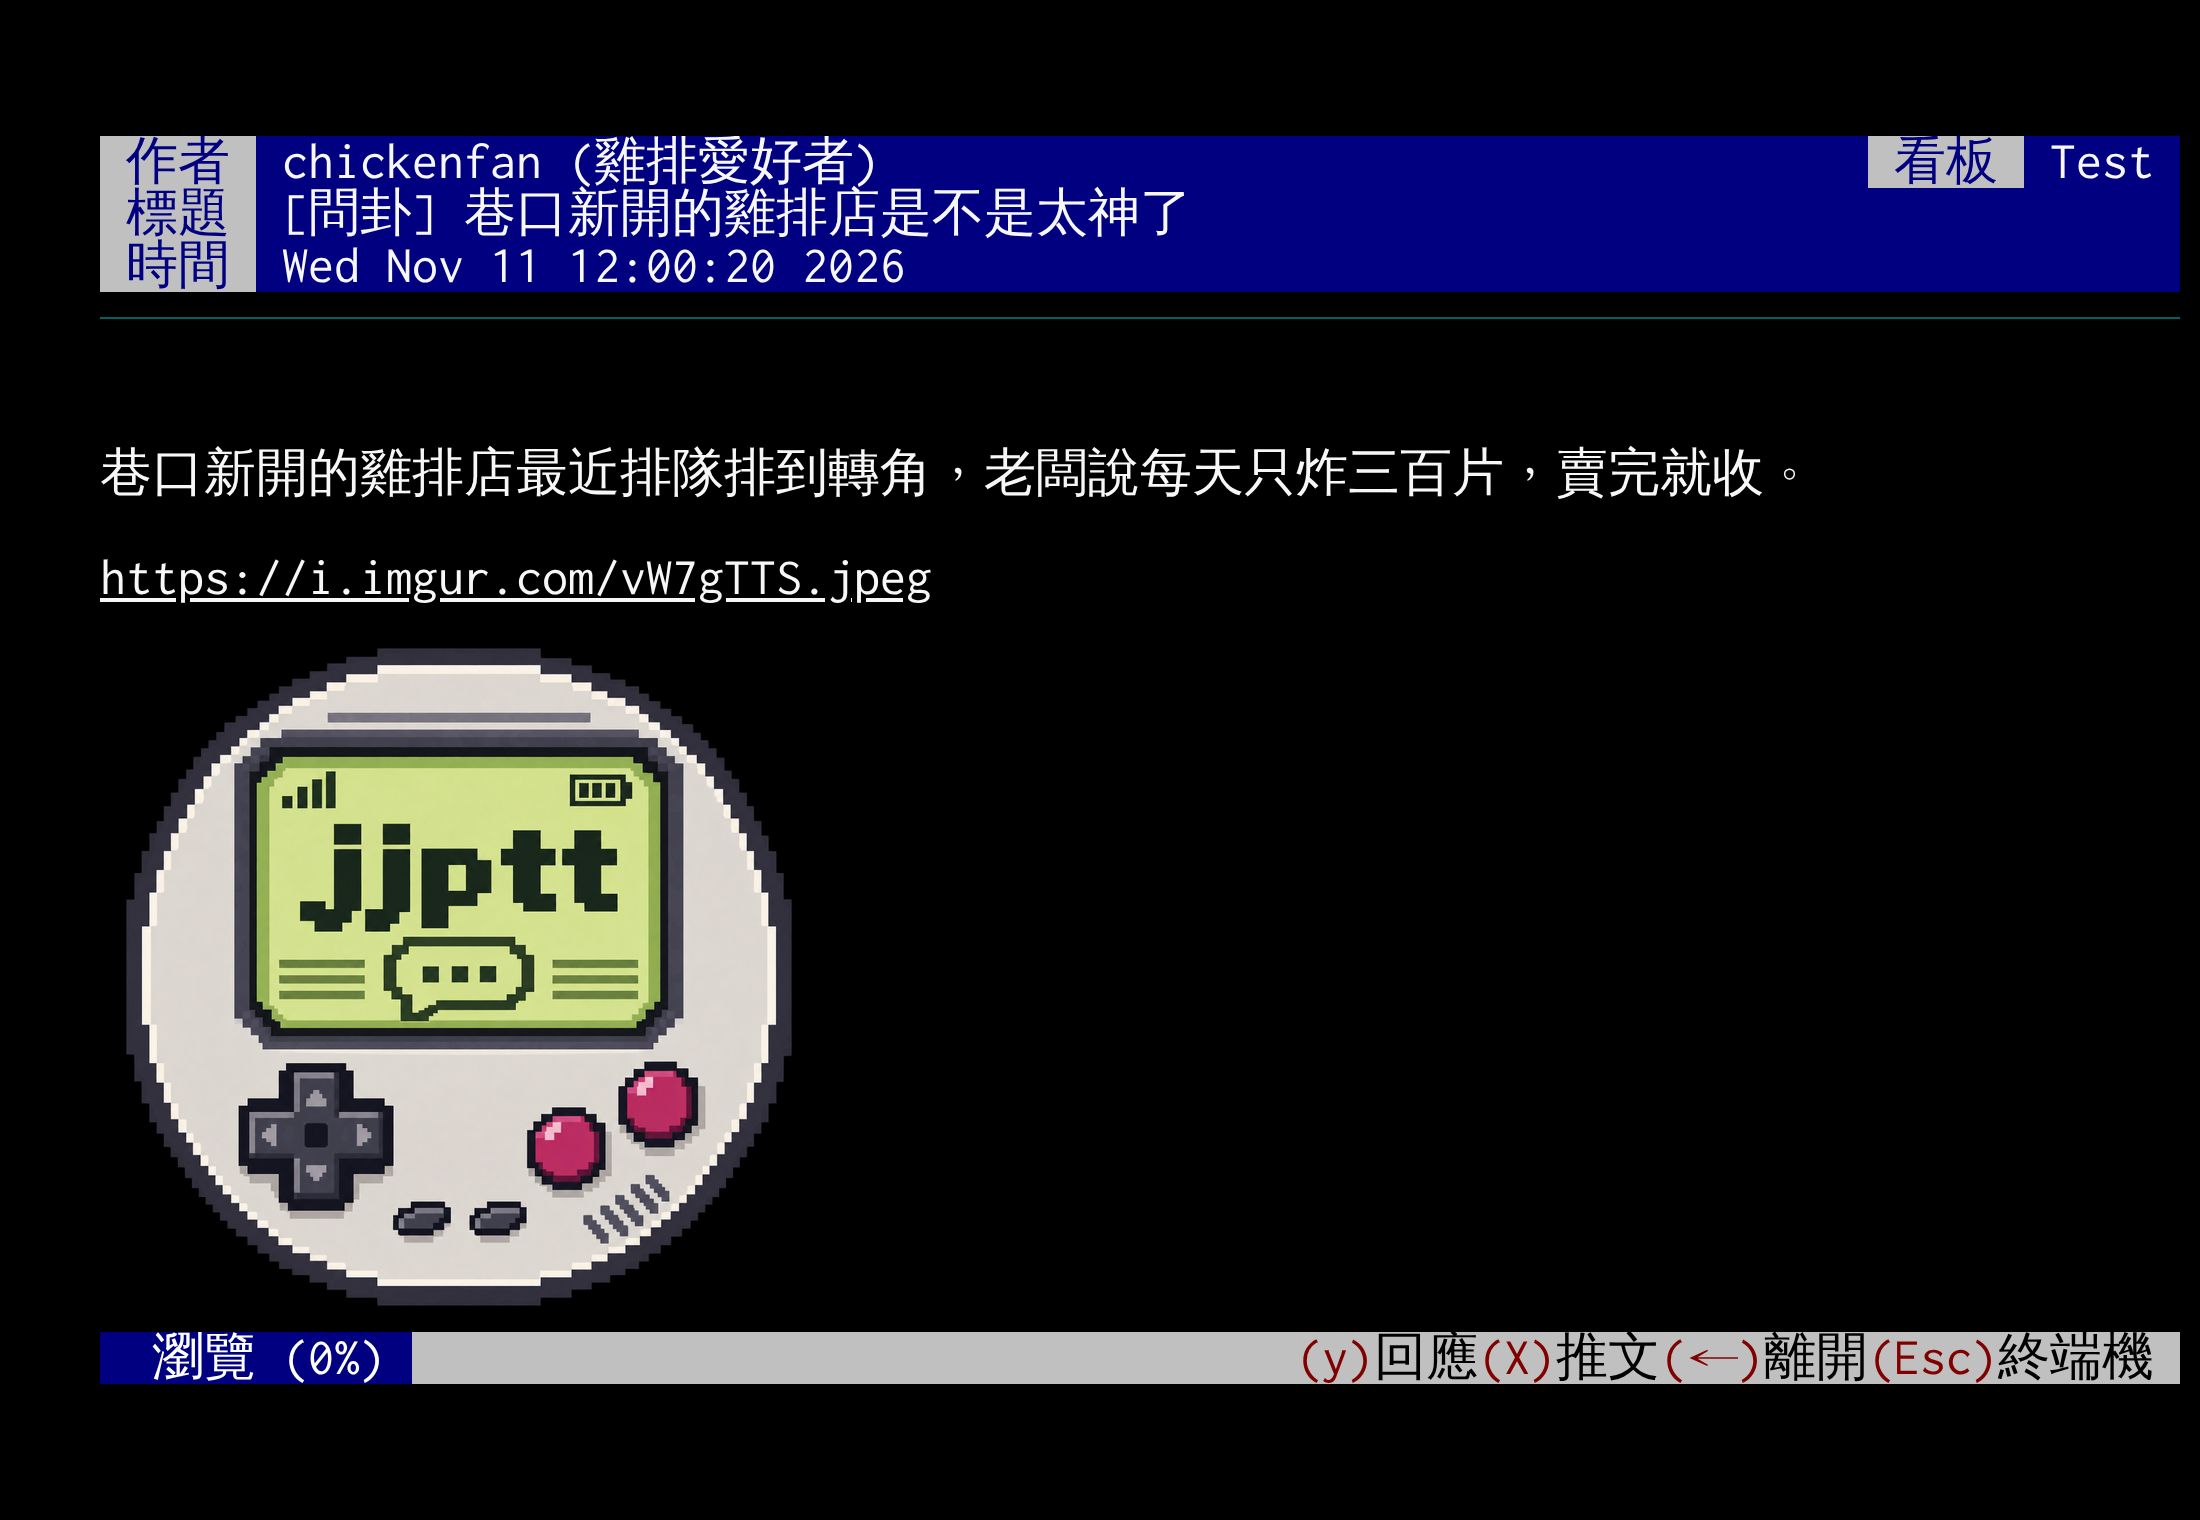 作者 chickenfan (雞排愛好者) 看板 Test
標題 [問卦] 巷口新開的雞排店是不是太神了
時間 Wed Nov 11 12:00:20 2026
巷口新開的雞排店最近排隊排到轉角，老闆說每天只炸三百片，賣完就收。
https://i.imgur.com/vW7gTTS.jpeg
jjptt
瀏覽 (0%) (y)回應(X)推文(←)離開(Esc)終端機